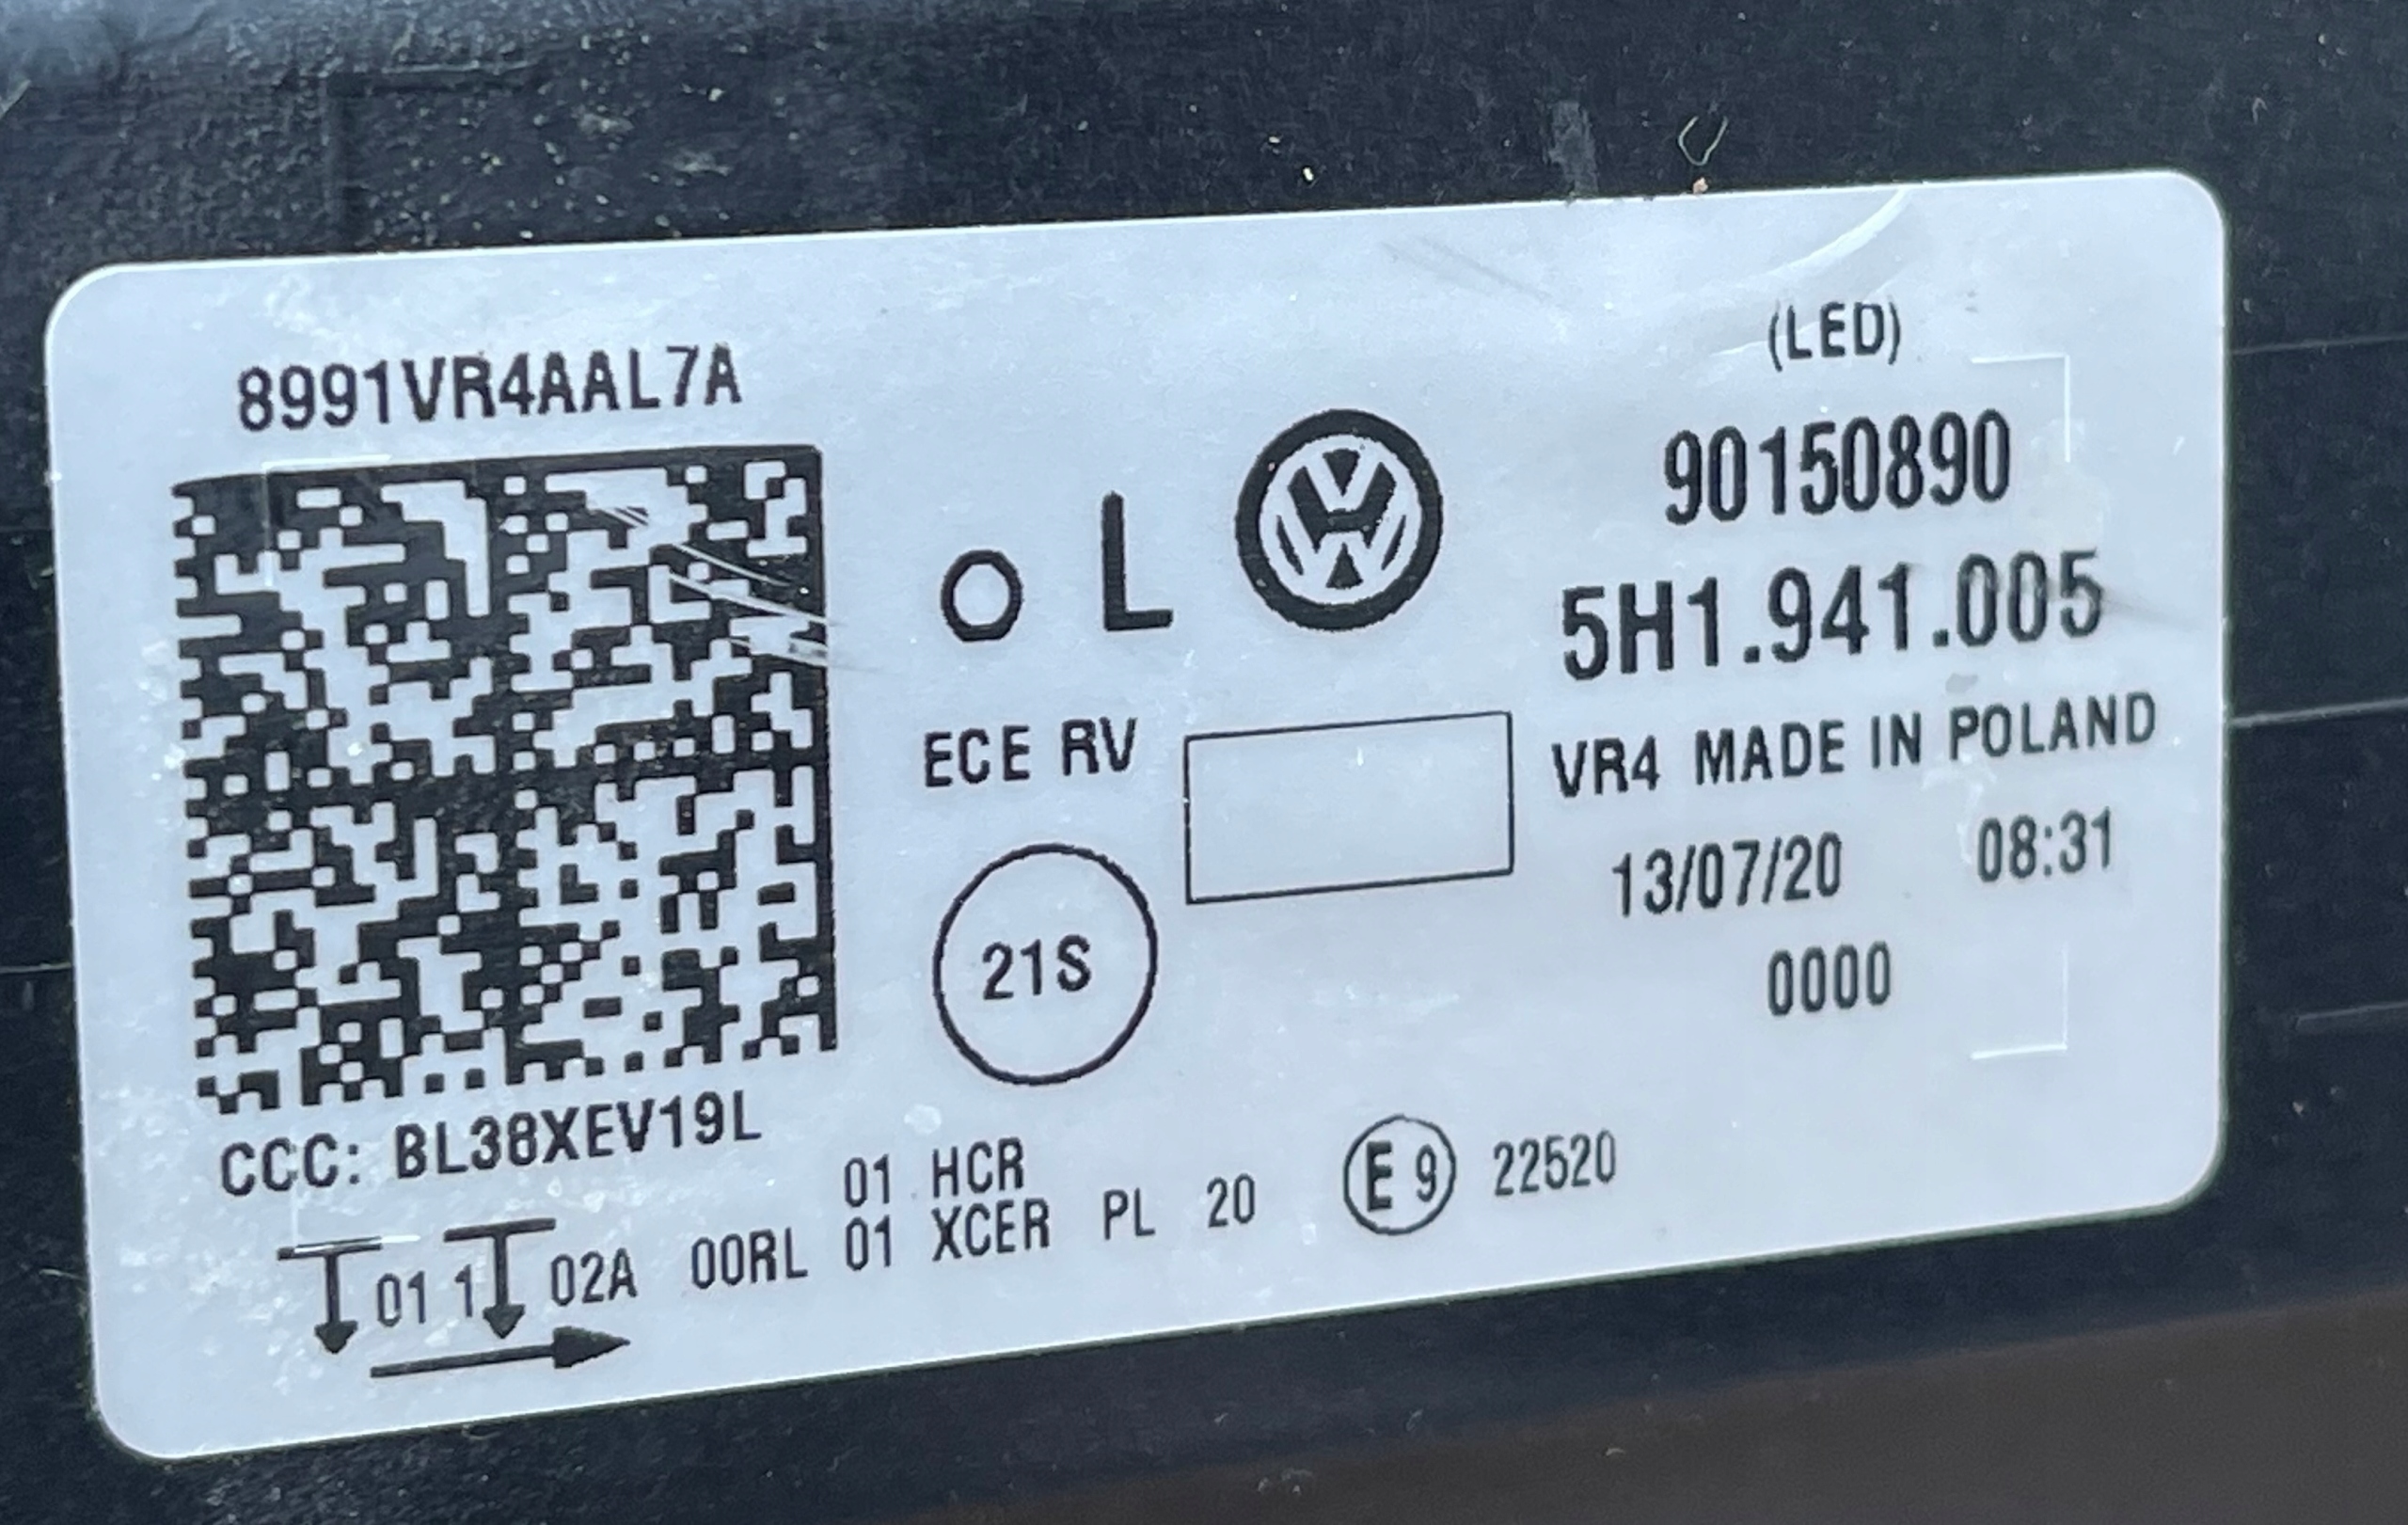 8991VR4AAL7A
(LED)
90150890
O L
5H1.941.005
ECE RV
VR4 MADE IN POLAND
13/07/20 08:31
21S
0000
CCC: BL38XEV19L
01 HCR
01 1 02A 00RL 01 XCER PL 20 E 9 22520